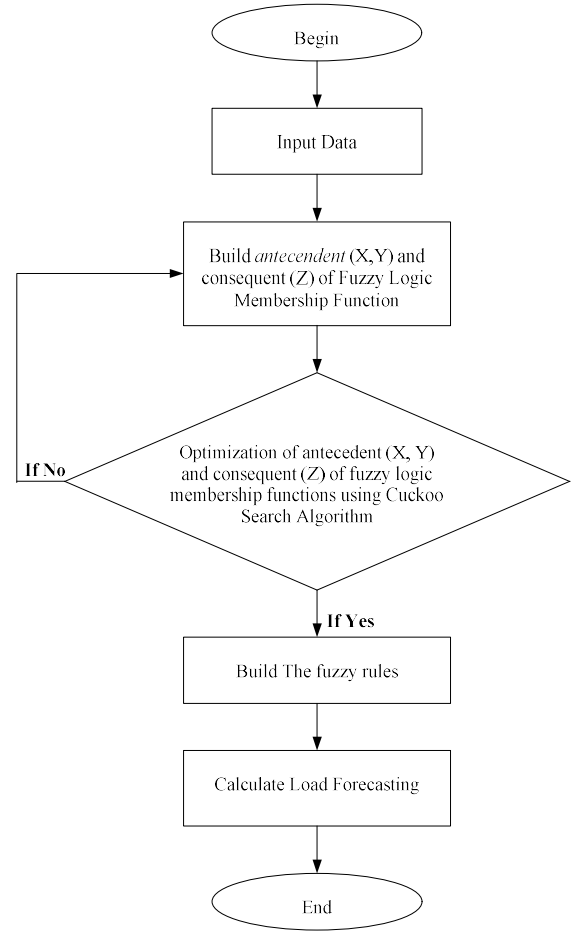 Begin
Input Data
Build antecendent (X,Y) and
consequent (Z) of Fuzzy Logic
Membership Function
Optimization of antecedent (X, Y)
and consequent (Z) of fuzzy logic
membership functions using Cuckoo
Search Algorithm
If No
If Yes
Build The fuzzy rules
Calculate Load Forecasting
End